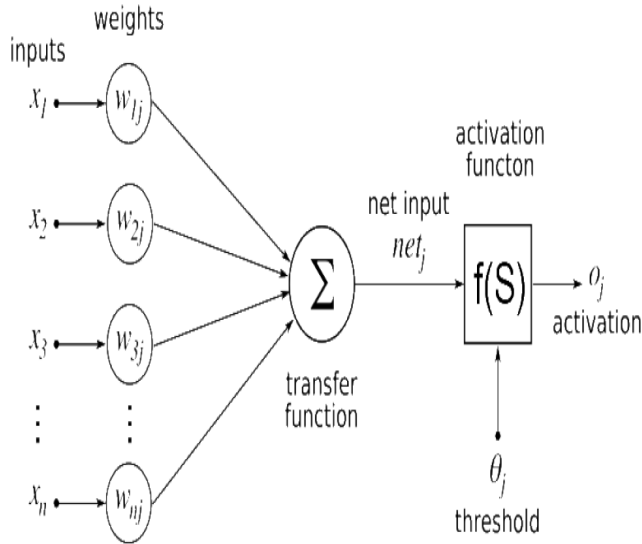 weights
inputs
x1
w1j
x2
w2j
x3
w3j
xn
wnj
Σ
transfer
function
net input
netj
activation
functon
f(S)
oj
activation
θj
threshold